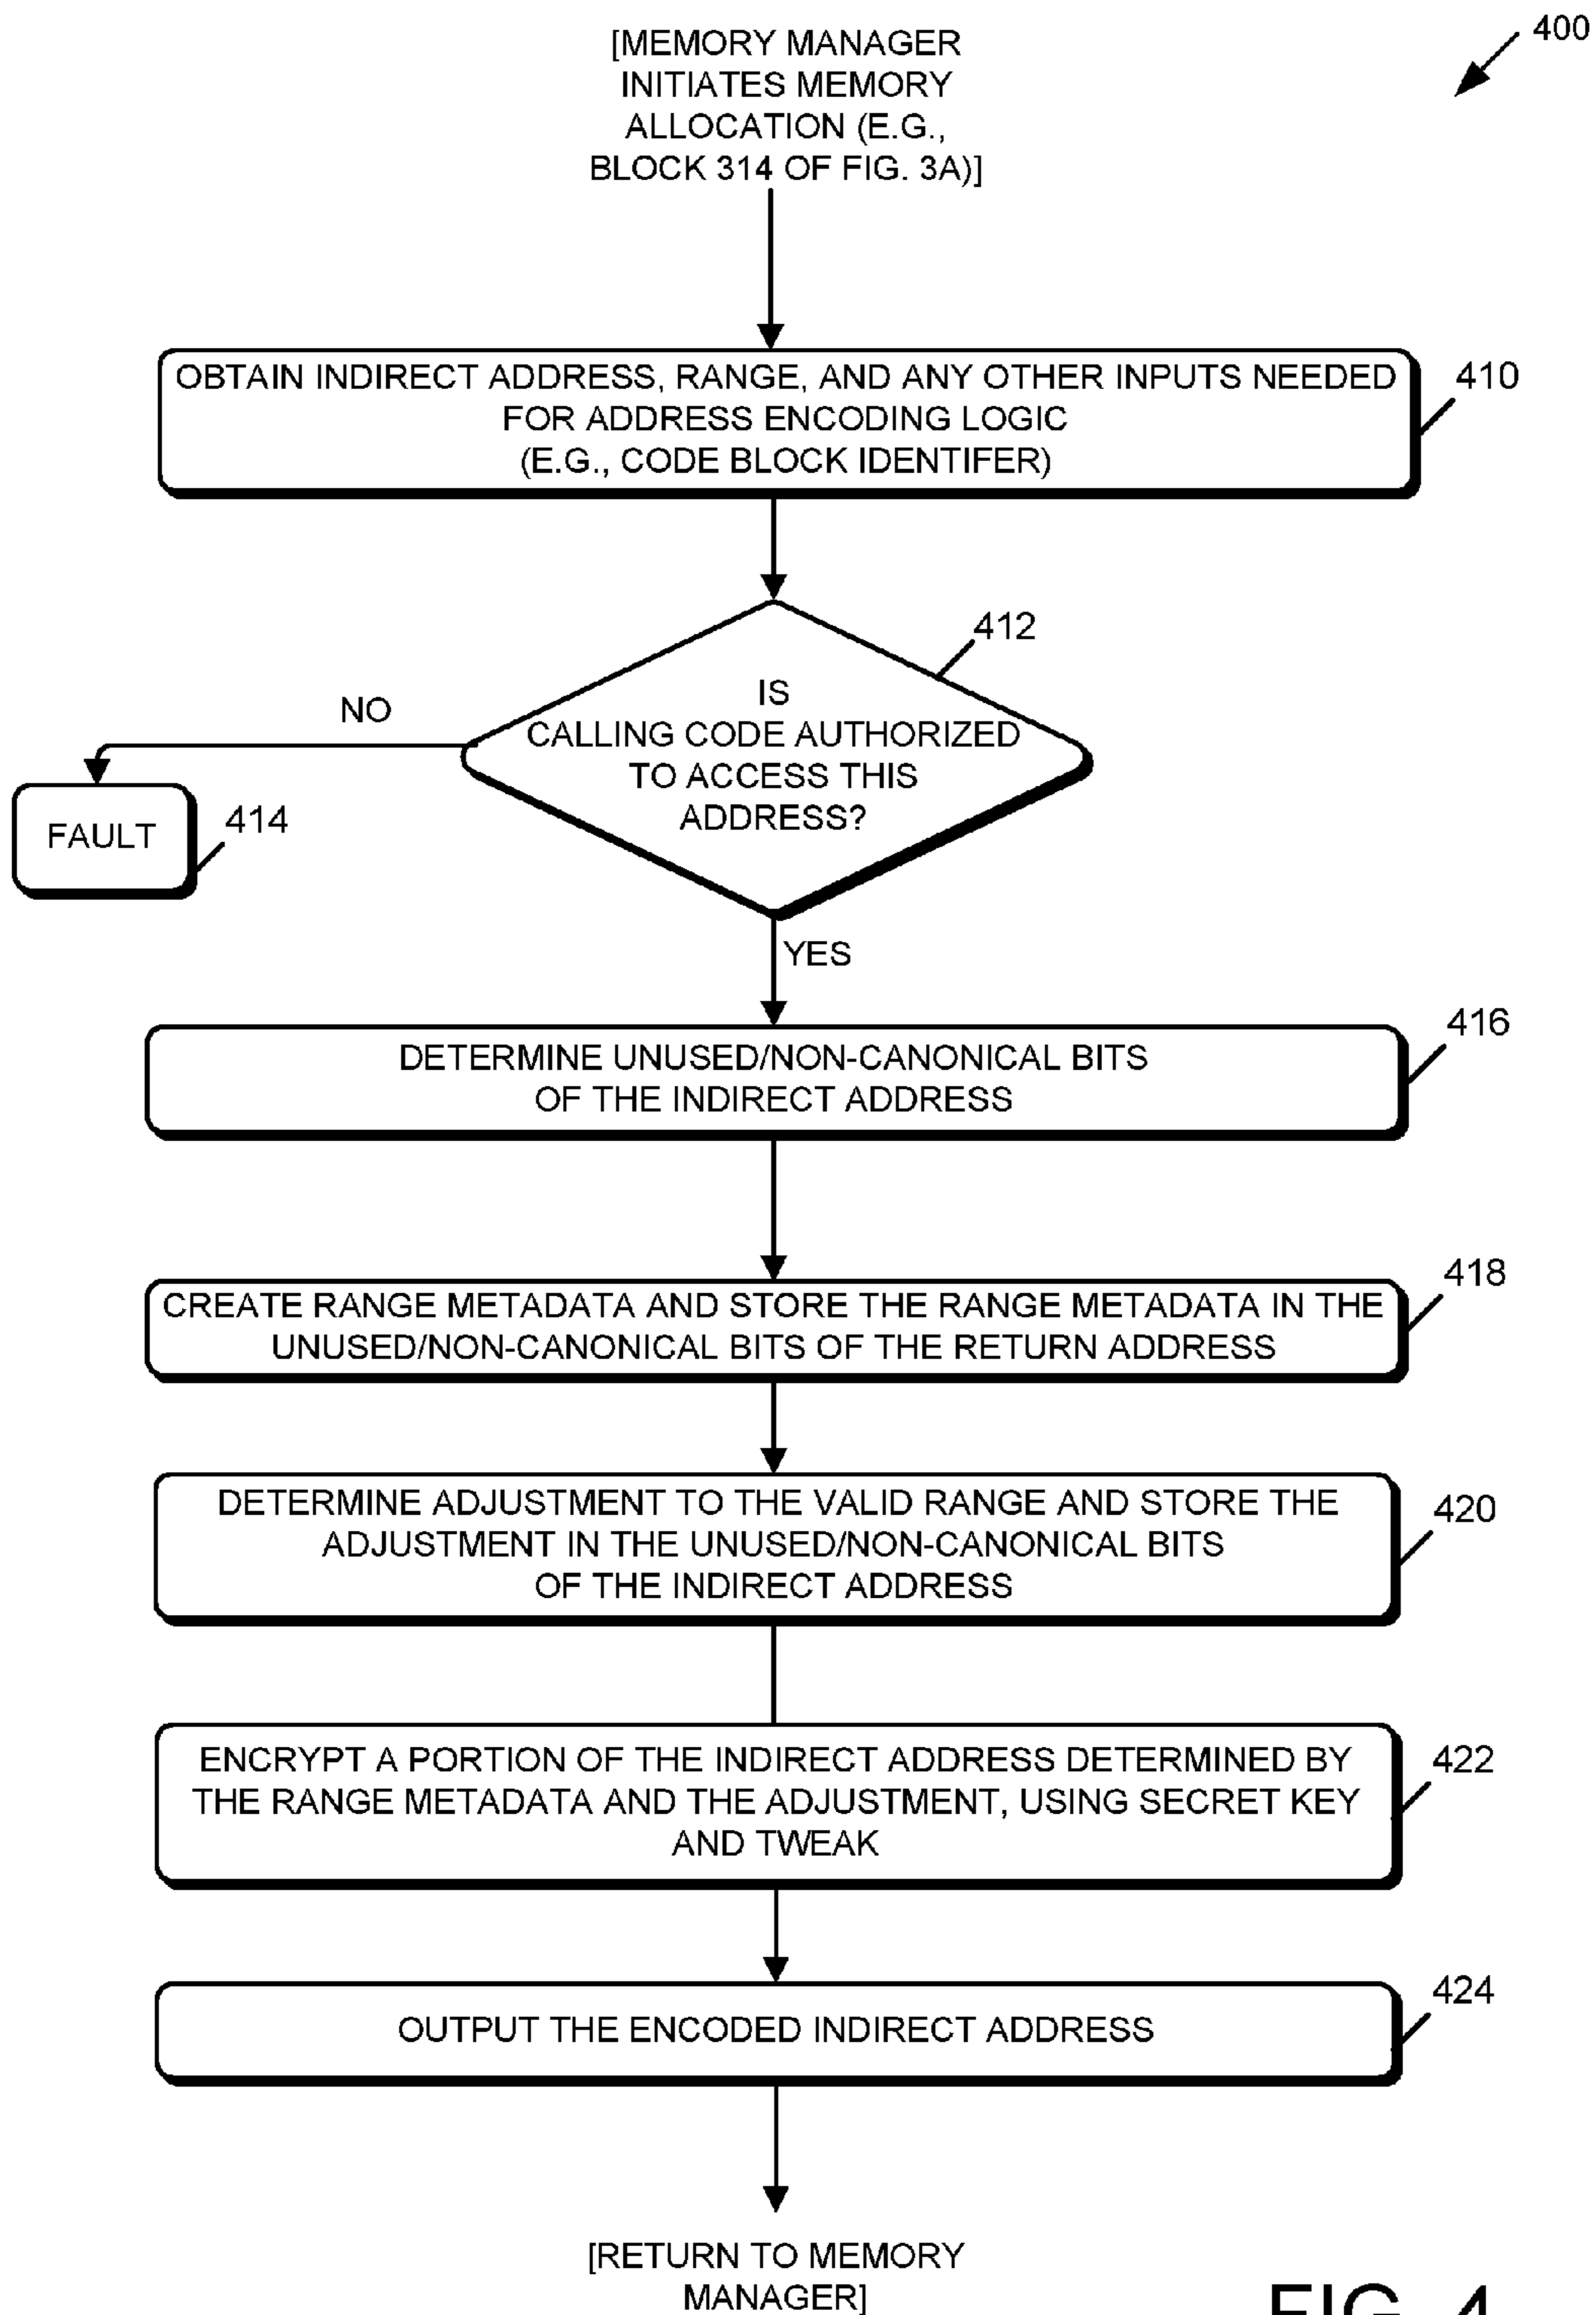 400
[MEMORY MANAGER
INITIATES MEMORY
ALLOCATION (E.G.,
BLOCK 314 OF FIG. 3A)]
OBTAIN INDIRECT ADDRESS, RANGE, AND ANY OTHER INPUTS NEEDED
FOR ADDRESS ENCODING LOGIC
(E.G., CODE BLOCK IDENTIFER)
410
412
IS
CALLING CODE AUTHORIZED
TO ACCESS THIS
ADDRESS?
NO
FAULT
414
YES
DETERMINE UNUSED/NON-CANONICAL BITS
OF THE INDIRECT ADDRESS
416
CREATE RANGE METADATA AND STORE THE RANGE METADATA IN THE
UNUSED/NON-CANONICAL BITS OF THE RETURN ADDRESS
418
DETERMINE ADJUSTMENT TO THE VALID RANGE AND STORE THE
ADJUSTMENT IN THE UNUSED/NON-CANONICAL BITS
OF THE INDIRECT ADDRESS
420
ENCRYPT A PORTION OF THE INDIRECT ADDRESS DETERMINED BY
THE RANGE METADATA AND THE ADJUSTMENT, USING SECRET KEY
AND TWEAK
422
OUTPUT THE ENCODED INDIRECT ADDRESS
424
[RETURN TO MEMORY
MANAGER]
FIG. 4